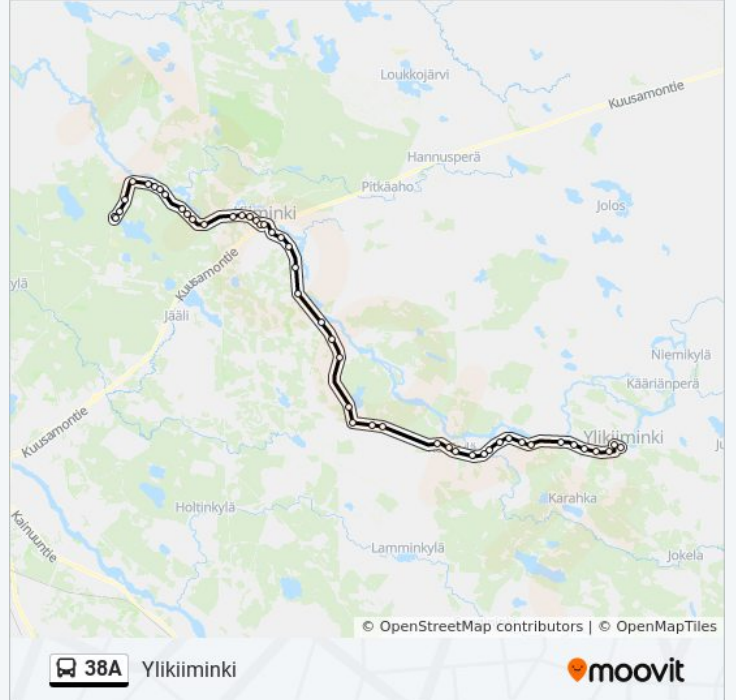 Loukkojärvi
Kuusamontie
Hannusperä
Pitkäaho
Jolos
Kuusamontie
Jääli
Niemikylä
Kääriänperä
Kuusamontie
Ylikiiminki
Karahka
Holtinkylä
Kainuuntie
Lamminkylä
Jokela
© OpenStreetMap contributors | © OpenMapTiles
38A Ylikiiminki
moovit